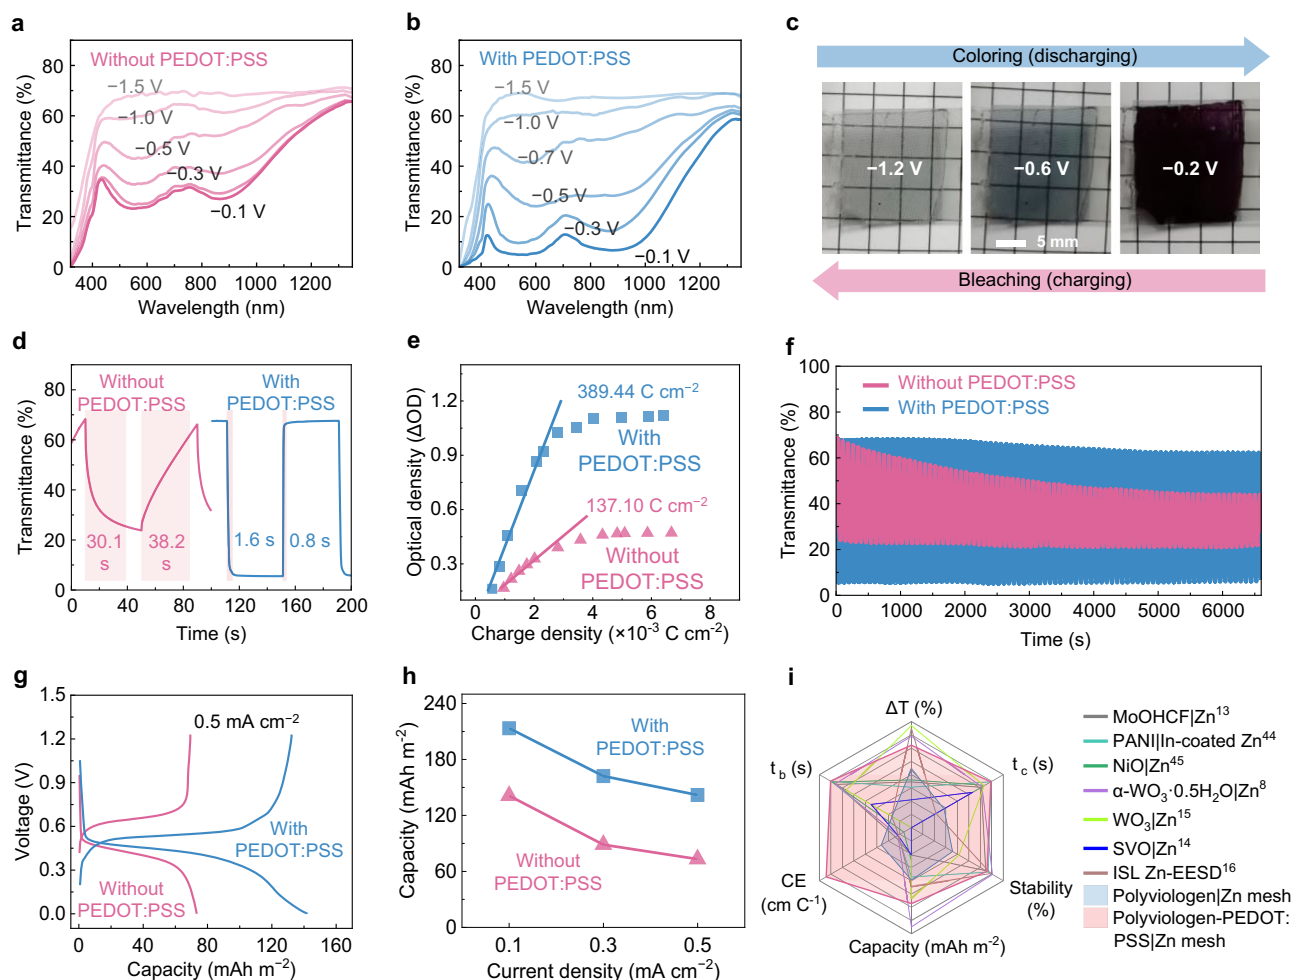 a
Without PEDOT:PSS
−1.5 V
−1.0 V
−0.5 V
−0.3 V
−0.1 V
Transmittance (%)
0
20
40
60
80
400 600 800 1000 1200
Wavelength (nm)
b
With PEDOT:PSS
−1.5 V
−1.0 V
−0.7 V
−0.5 V
−0.3 V
−0.1 V
Transmittance (%)
0
20
40
60
80
400 600 800 1000 1200
Wavelength (nm)
c
Coloring (discharging)
−1.2 V
−0.6 V
−0.2 V
5 mm
Bleaching (charging)
d
Without
PEDOT:PSS
With
PEDOT:PSS
30.1
s
38.2
s
1.6 s
0.8 s
Transmittance (%)
0
20
40
60
80
0 40 80 120 160 200
Time (s)
e
389.44 C cm⁻²
With
PEDOT:PSS
137.10 C cm⁻²
Without
PEDOT:PSS
Optical density (ΔOD)
0.3
0.6
0.9
1.2
0 2 4 6 8
Charge density (×10⁻³ C cm⁻²)
f
Without PEDOT:PSS
With PEDOT:PSS
Transmittance (%)
0
20
40
60
80
100
0 1000 2000 3000 4000 5000 6000
Time (s)
g
0.5 mA cm⁻²
With
PEDOT:PSS
Without
PEDOT:PSS
Voltage (V)
0.0
0.3
0.6
0.9
1.2
1.5
0 40 80 120 160
Capacity (mAh m⁻²)
h
With
PEDOT:PSS
Without
PEDOT:PSS
Capacity (mAh m⁻²)
0
60
120
180
240
0.1 0.3 0.5
Current density (mA cm⁻²)
i
ΔT (%)
t_c (s)
Stability
(%)
Capacity (mAh m⁻²)
CE
(cm C⁻¹)
t_b (s)
MoOHCF|Zn¹³
PANI|In-coated Zn⁴⁴
NiO|Zn⁴⁵
α-WO₃·0.5H₂O|Zn⁸
WO₃|Zn¹⁵
SVO|Zn¹⁴
ISL Zn-EESD¹⁶
Polyviologen|Zn mesh
Polyviologen-PEDOT:
PSS|Zn mesh